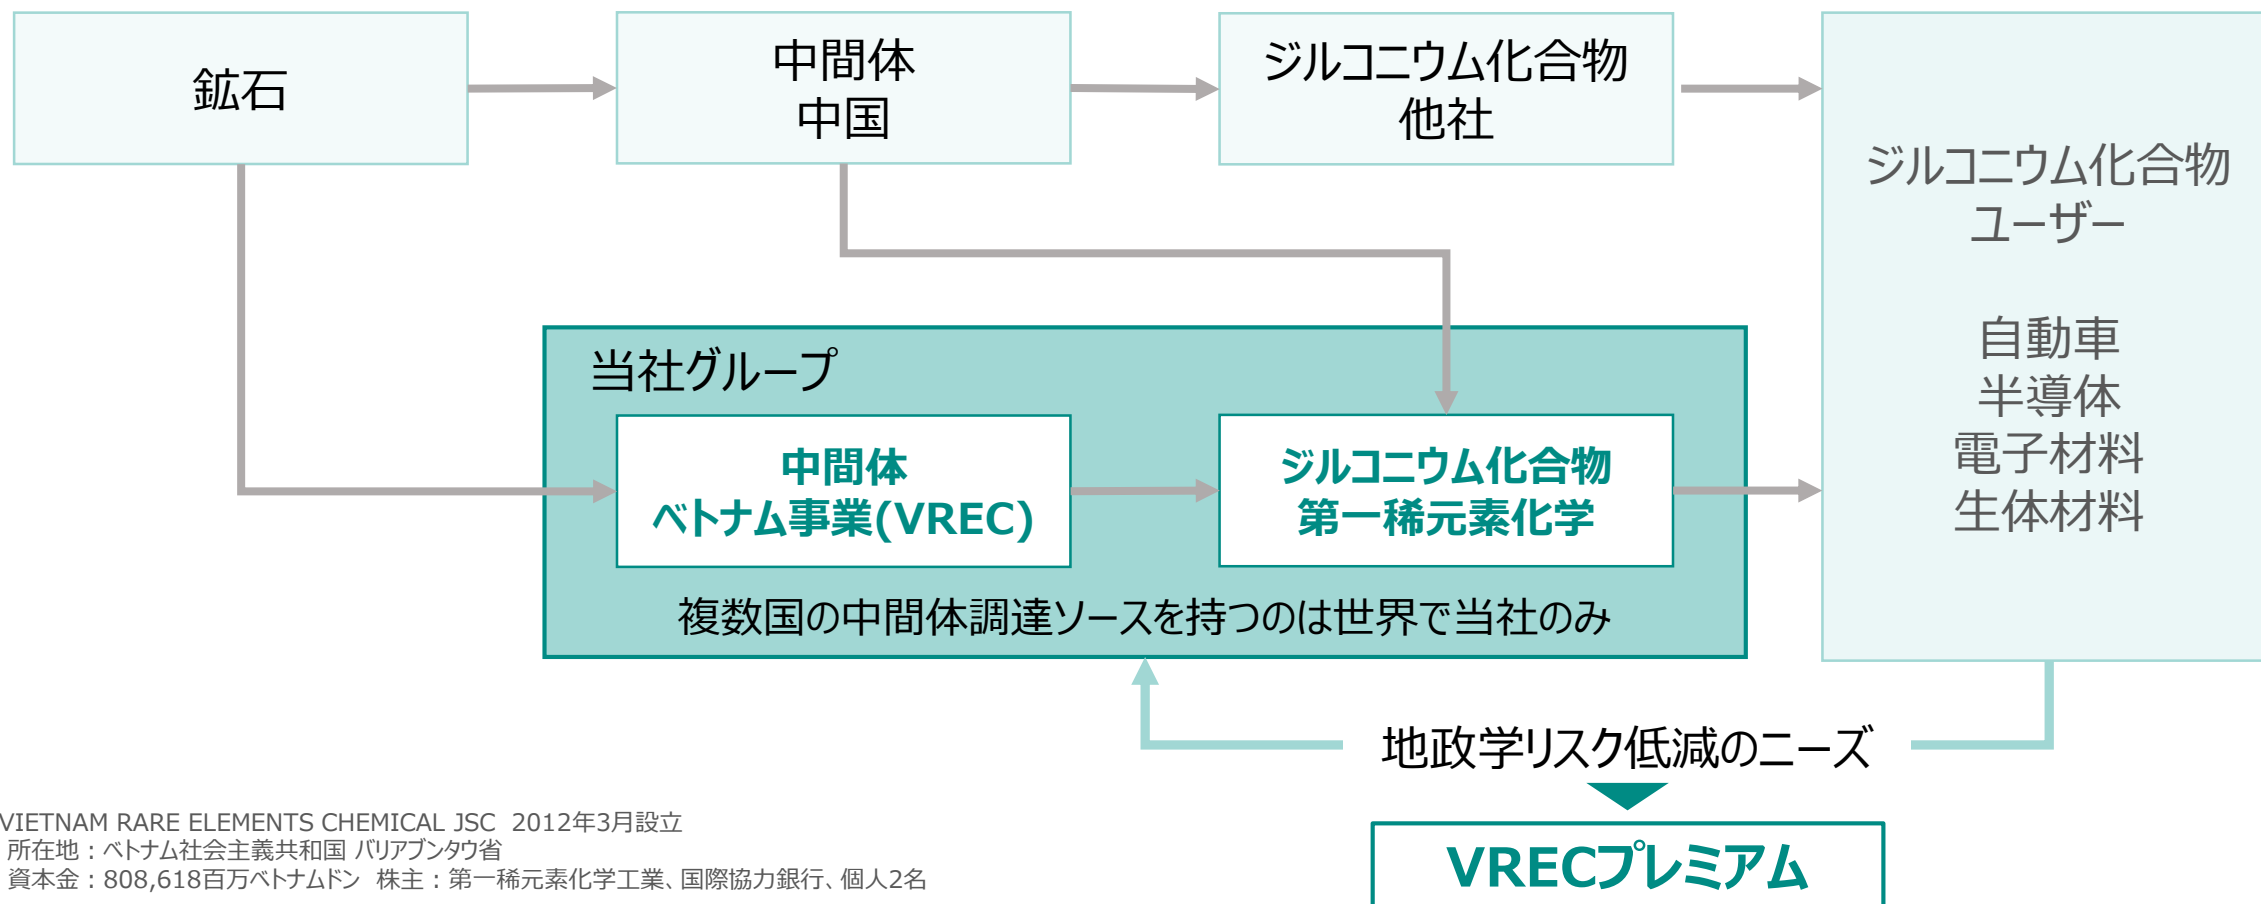 鉱石
中間体
中国
ジルコニウム化合物
他社
ジルコニウム化合物
ユーザー
自動車
半導体
電子材料
生体材料
当社グループ
中間体
ベトナム事業(VREC)
ジルコニウム化合物
第一稀元素化学
複数国の中間体調達ソースを持つのは世界で当社のみ
地政学リスク低減のニーズ
VRECプレミアム
VIETNAM RARE ELEMENTS CHEMICAL JSC 2012年3月設立
所在地：ベトナム社会主義共和国 バリアブンタウ省
資本金：808,618百万ベトナムドン 株主：第一稀元素化学工業、国際協力銀行、個人2名